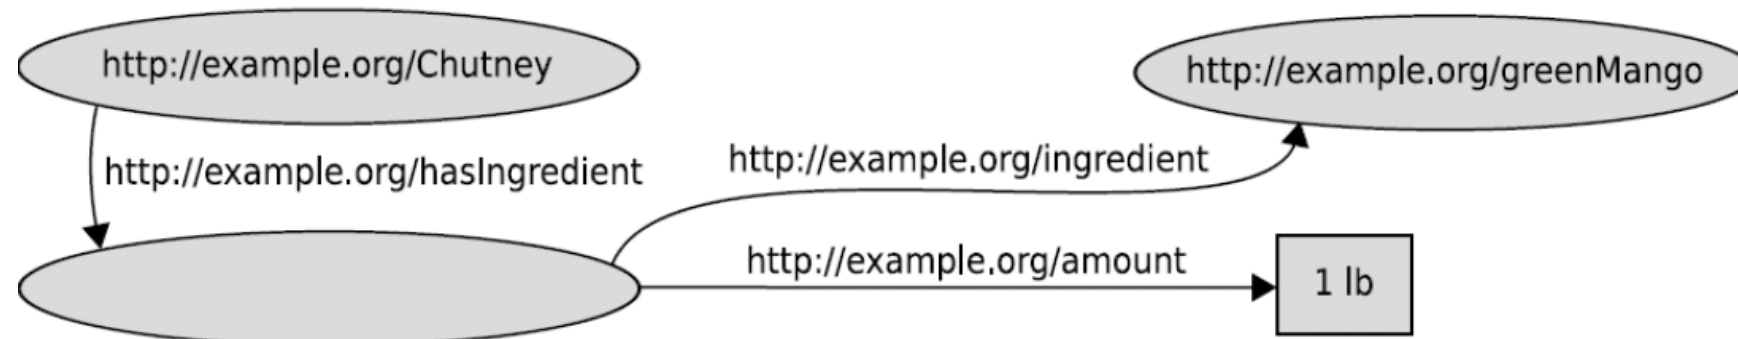 http://example.org/Chutney
http://example.org/greenMango
http://example.org/hasIngredient
http://example.org/ingredient
http://example.org/amount
1 lb